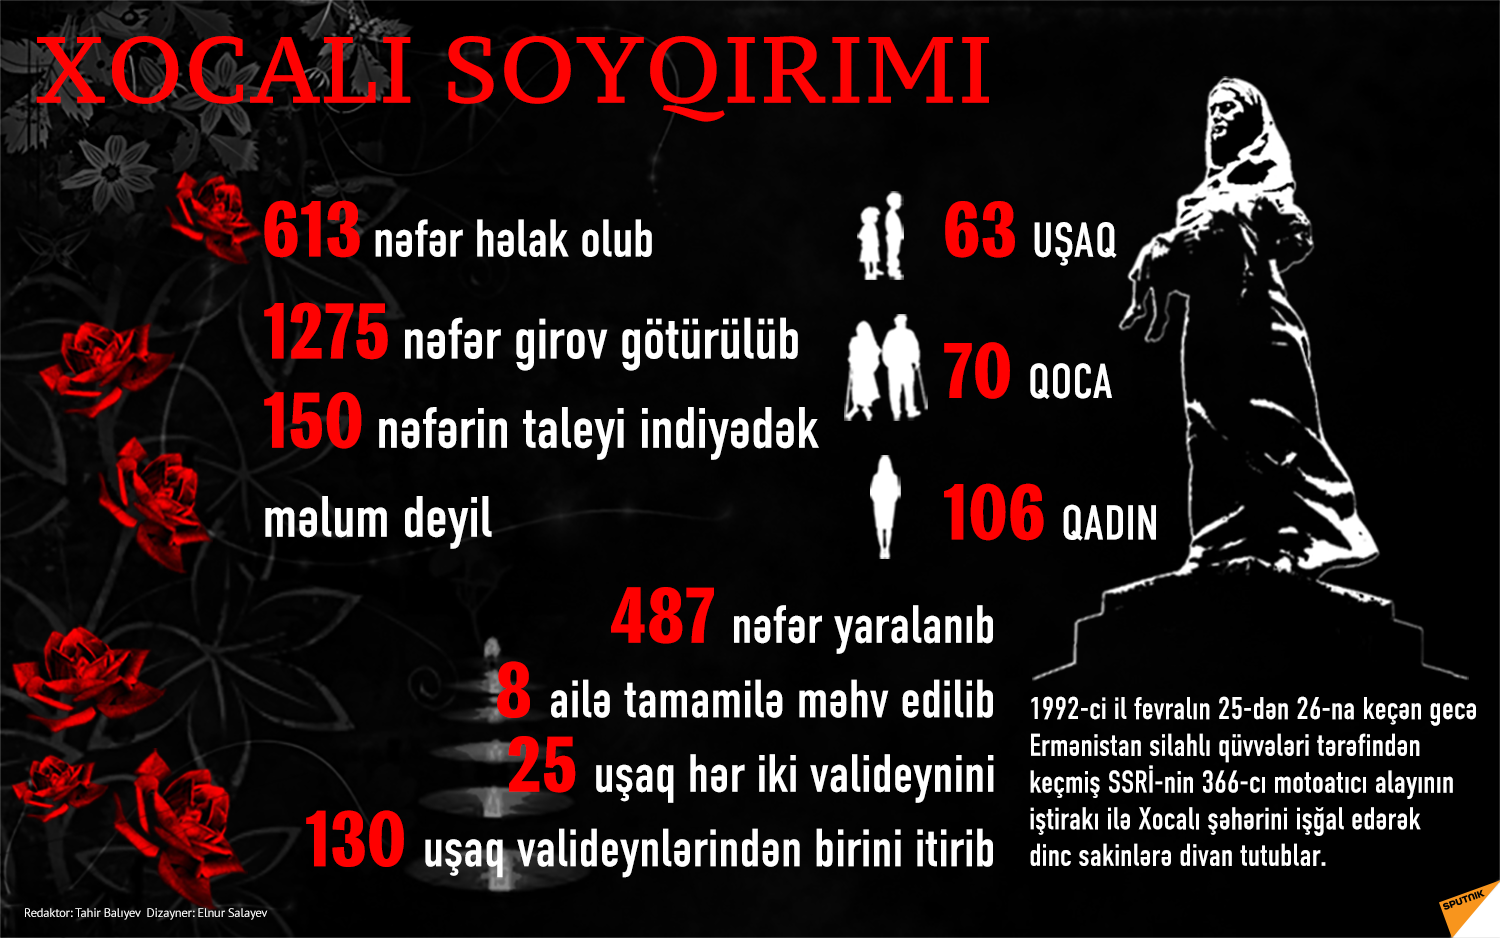 XOCALI SOYQIRIMI
613 nəfər həlak olub
1275 nəfər girov götürülüb
150 nəfərin taleyi indiyədək
məlum deyil
63 UŞAQ
70 QOCA
106 QADIN
487 nəfər yaralanıb
8 ailə tamamilə məhv edilib
25 uşaq hər iki valideynini
130 uşaq valideynlərindən birini itirib
1992-ci il fevralın 25-dən 26-na keçən gecə
Ermənistan silahlı qüvvələri tərəfindən
keçmiş SSRİ-nin 366-cı motoatıcı alayının
iştirakı ilə Xocalı şəhərini işğal edərək
dinc sakinlərə divan tutublar.
Redaktor: Tahir Balıyev Dizayner: Elnur Salayev
SPUTNIK